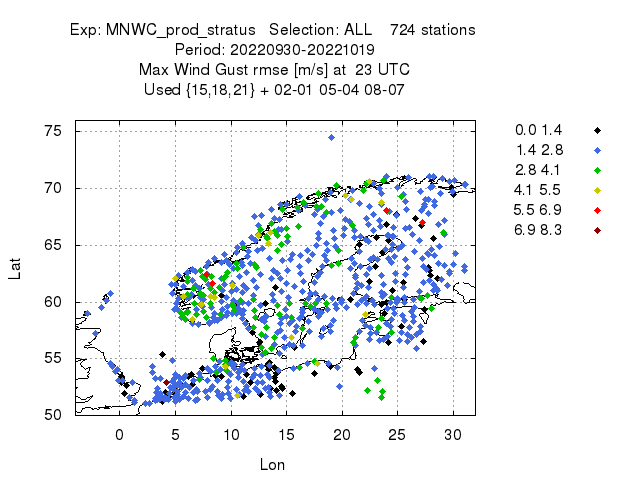 Exp: MNWC_prod_stratus   Selection: ALL    724 stations
Period: 20220930-20221019
Max Wind Gust rmse [m/s] at  23 UTC
Used {15,18,21} + 02-01 05-04 08-07
75
70
65
60
55
50
Lat
0 5 10 15 20 25 30
Lon
0.0 1.4
1.4 2.8
2.8 4.1
4.1 5.5
5.5 6.9
6.9 8.3